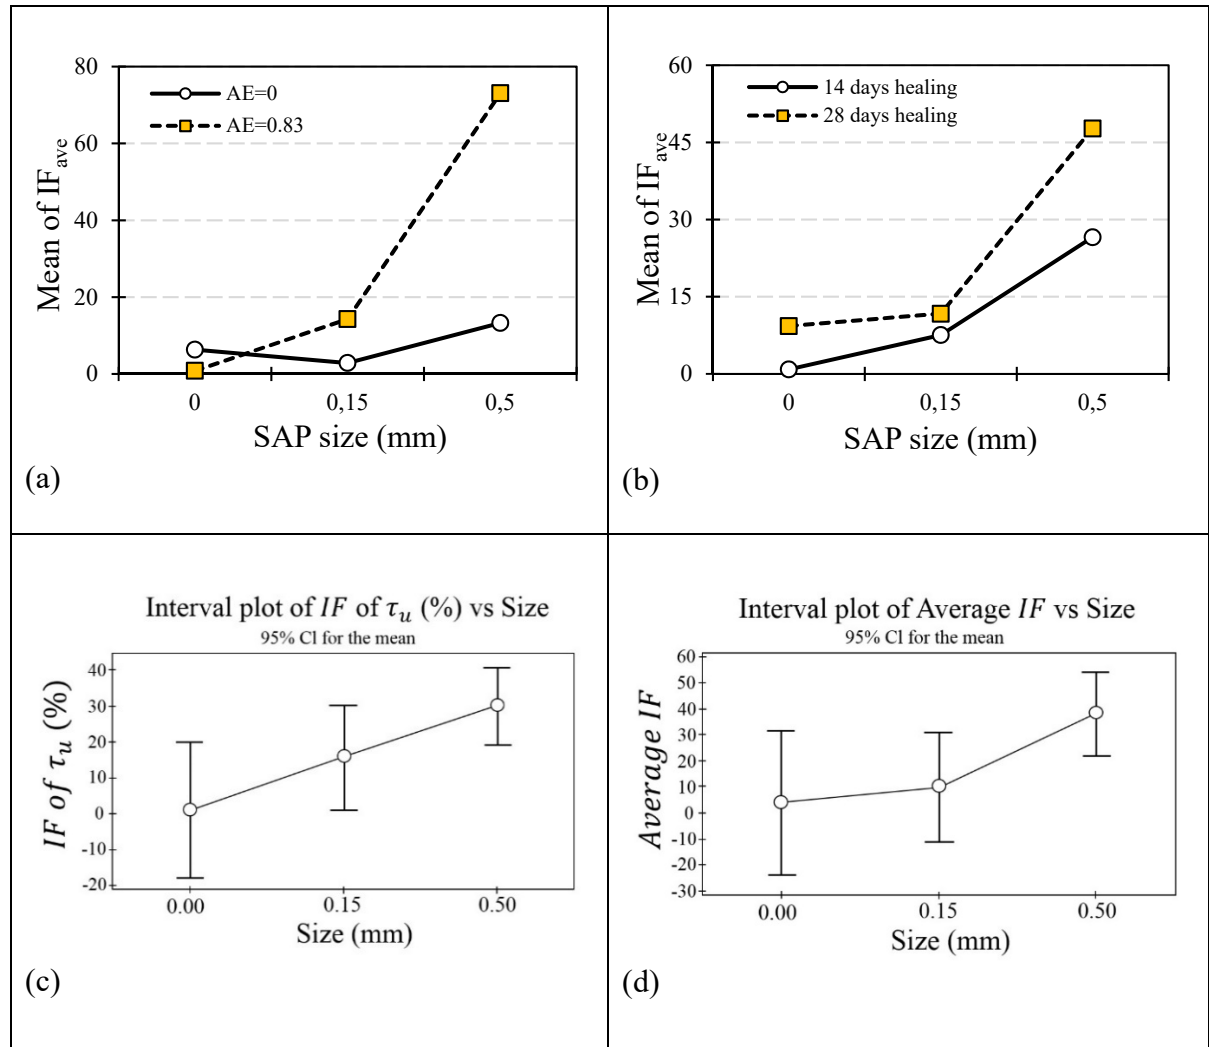 80
60
40
20
0
Mean of IFave
AE=0
AE=0.83
0 0,15 0,5
SAP size (mm)
(a)
60
45
30
15
0
Mean of IFave
14 days healing
28 days healing
0 0,15 0,5
SAP size (mm)
(b)
Interval plot of IF of τu (%) vs Size
95% Cl for the mean
40
30
20
10
0
-10
-20
IF of τu (%)
0.00 0.15 0.50
Size (mm)
(c)
Interval plot of Average IF vs Size
95% Cl for the mean
60
50
40
30
20
10
0
-10
-20
-30
Average IF
0.00 0.15 0.50
Size (mm)
(d)